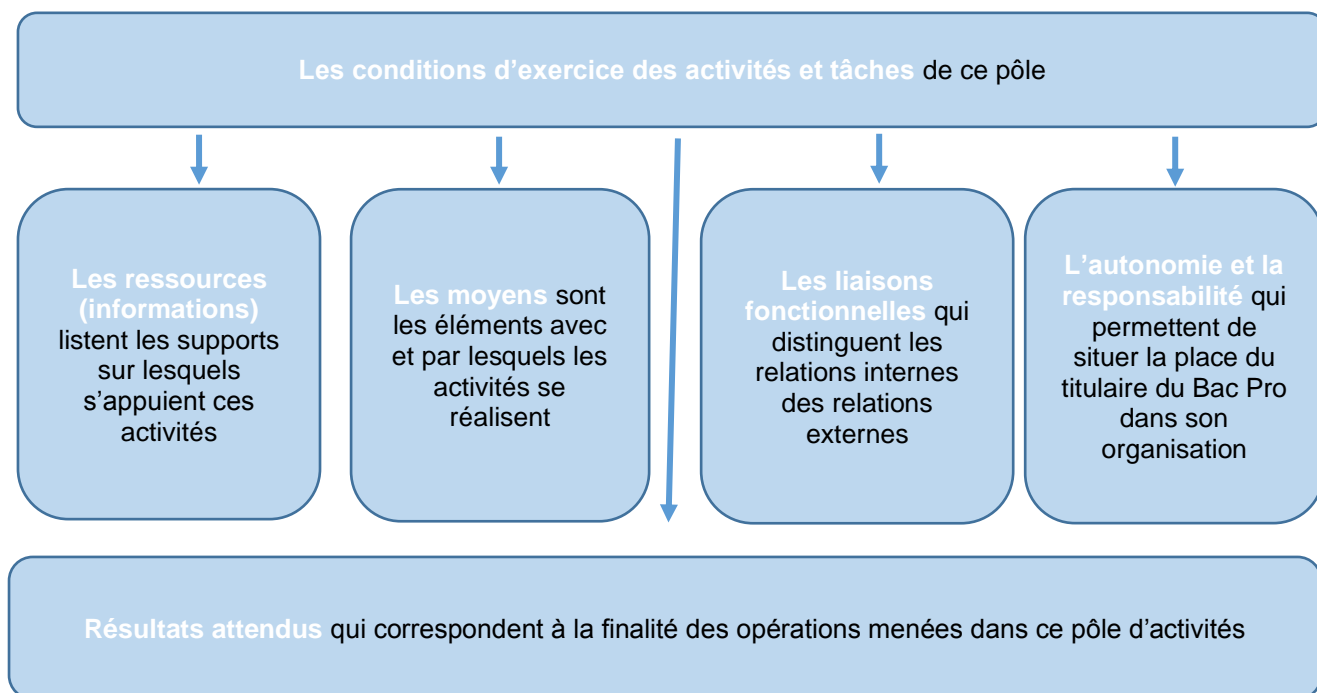 Les conditions d’exercice des activités et tâches de ce pôle
Les ressources
(informations)
listent les supports
sur lesquels
s’appuient ces
activités
Les moyens sont
les éléments avec
et par lesquels les
activités se
réalisent
Les liaisons
fonctionnelles qui
distinguent les
relations internes
des relations
externes
L’autonomie et la
responsabilité qui
permettent de
situer la place du
titulaire du Bac Pro
dans son
organisation
Résultats attendus qui correspondent à la finalité des opérations menées dans ce pôle d’activités